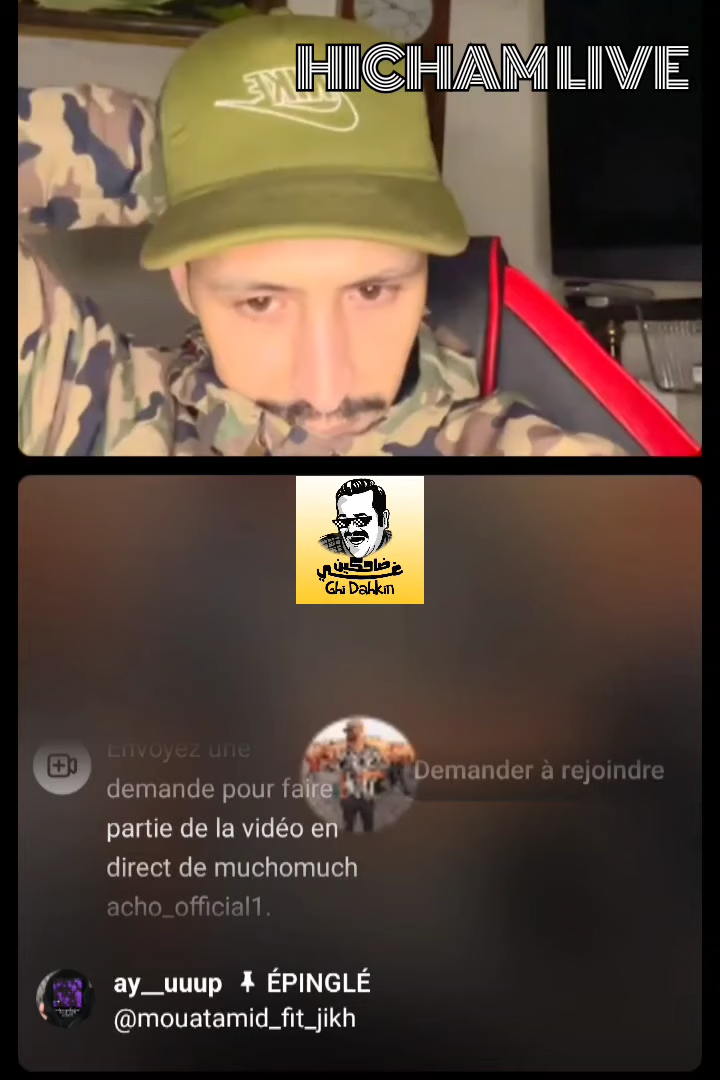 HICHAM LIVE
NIKE
غي ضاحكين
Ghi Dahkin
Envoyez une
demande pour faire
partie de la vidéo en
direct de muchomuch
acho_official1.
Demander à rejoindre
ay__uuup ÉPINGLÉ
@mouatamid_fit_jikh